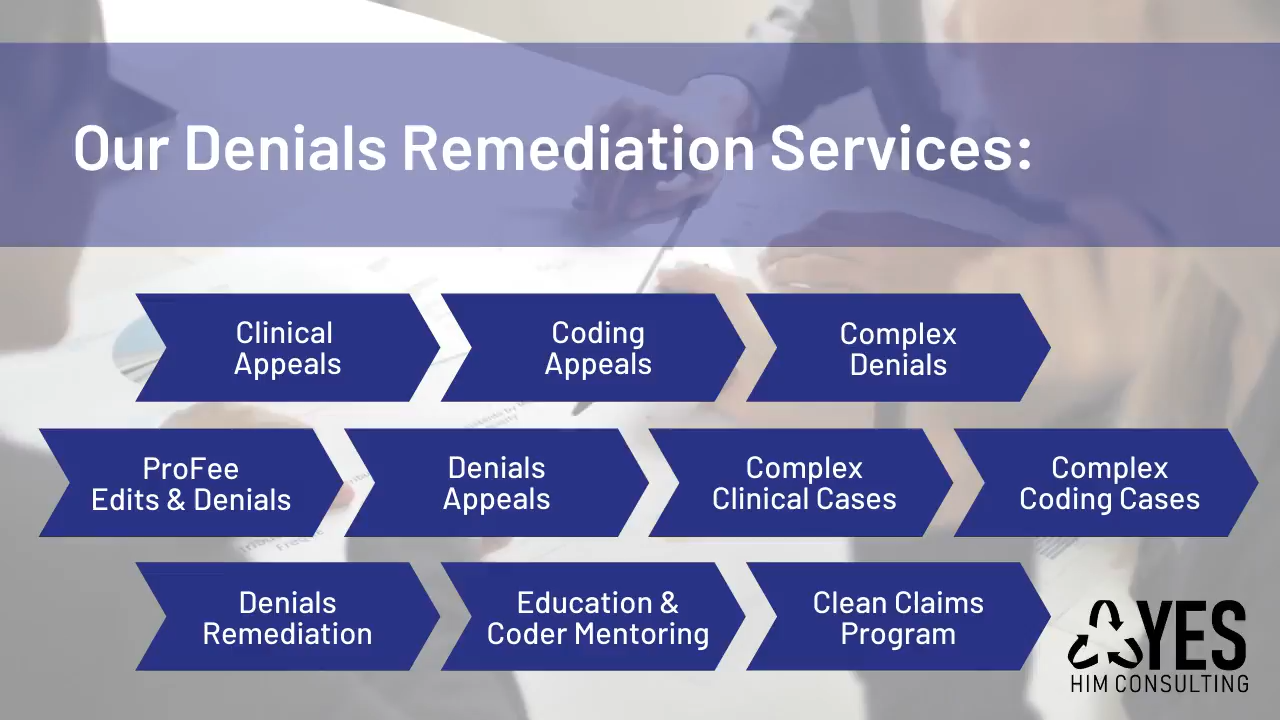 Our Denials Remediation Services:
Clinical
Appeals
Coding
Appeals
Complex
Denials
ProFee
Edits & Denials
Denials
Appeals
Complex
Clinical Cases
Complex
Coding Cases
Denials
Remediation
Education &
Coder Mentoring
Clean Claims
Program
YES
HIM CONSULTING